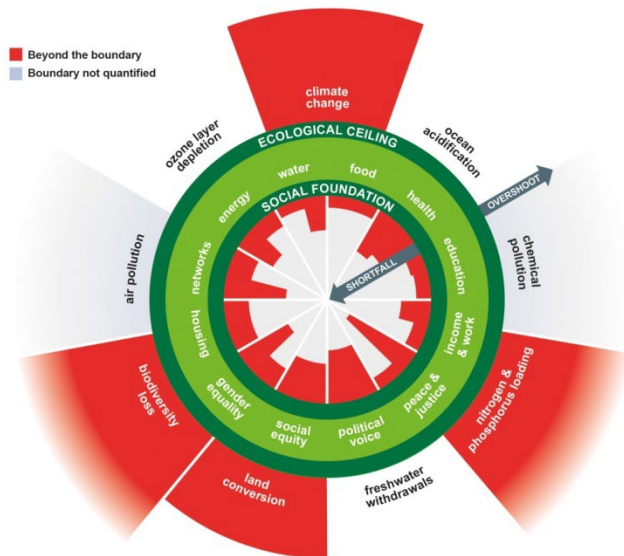 Beyond the boundary
Boundary not quantified
climate
change
ozone layer
depletion
ocean
acidification
ECOLOGICAL CEILING
water
food
energy
health
SOCIAL FOUNDATION
OVERSHOOT
SHORTFALL
networks
education
air pollution
chemical
pollution
housing
income
& work
gender
equality
peace &
justice
social
equity
political
voice
biodiversity
loss
nitrogen &
phosphorus loading
land
conversion
freshwater
withdrawals